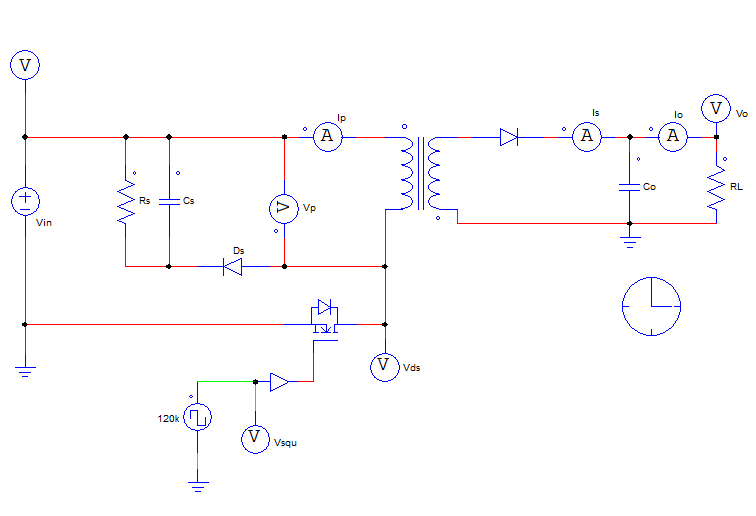 V
Ip
A
Is
A
Io
A
V
Vo
Rs
Cs
V
Vp
Co
RL
Vin
Ds
V
Vds
120k
V
Vsqu